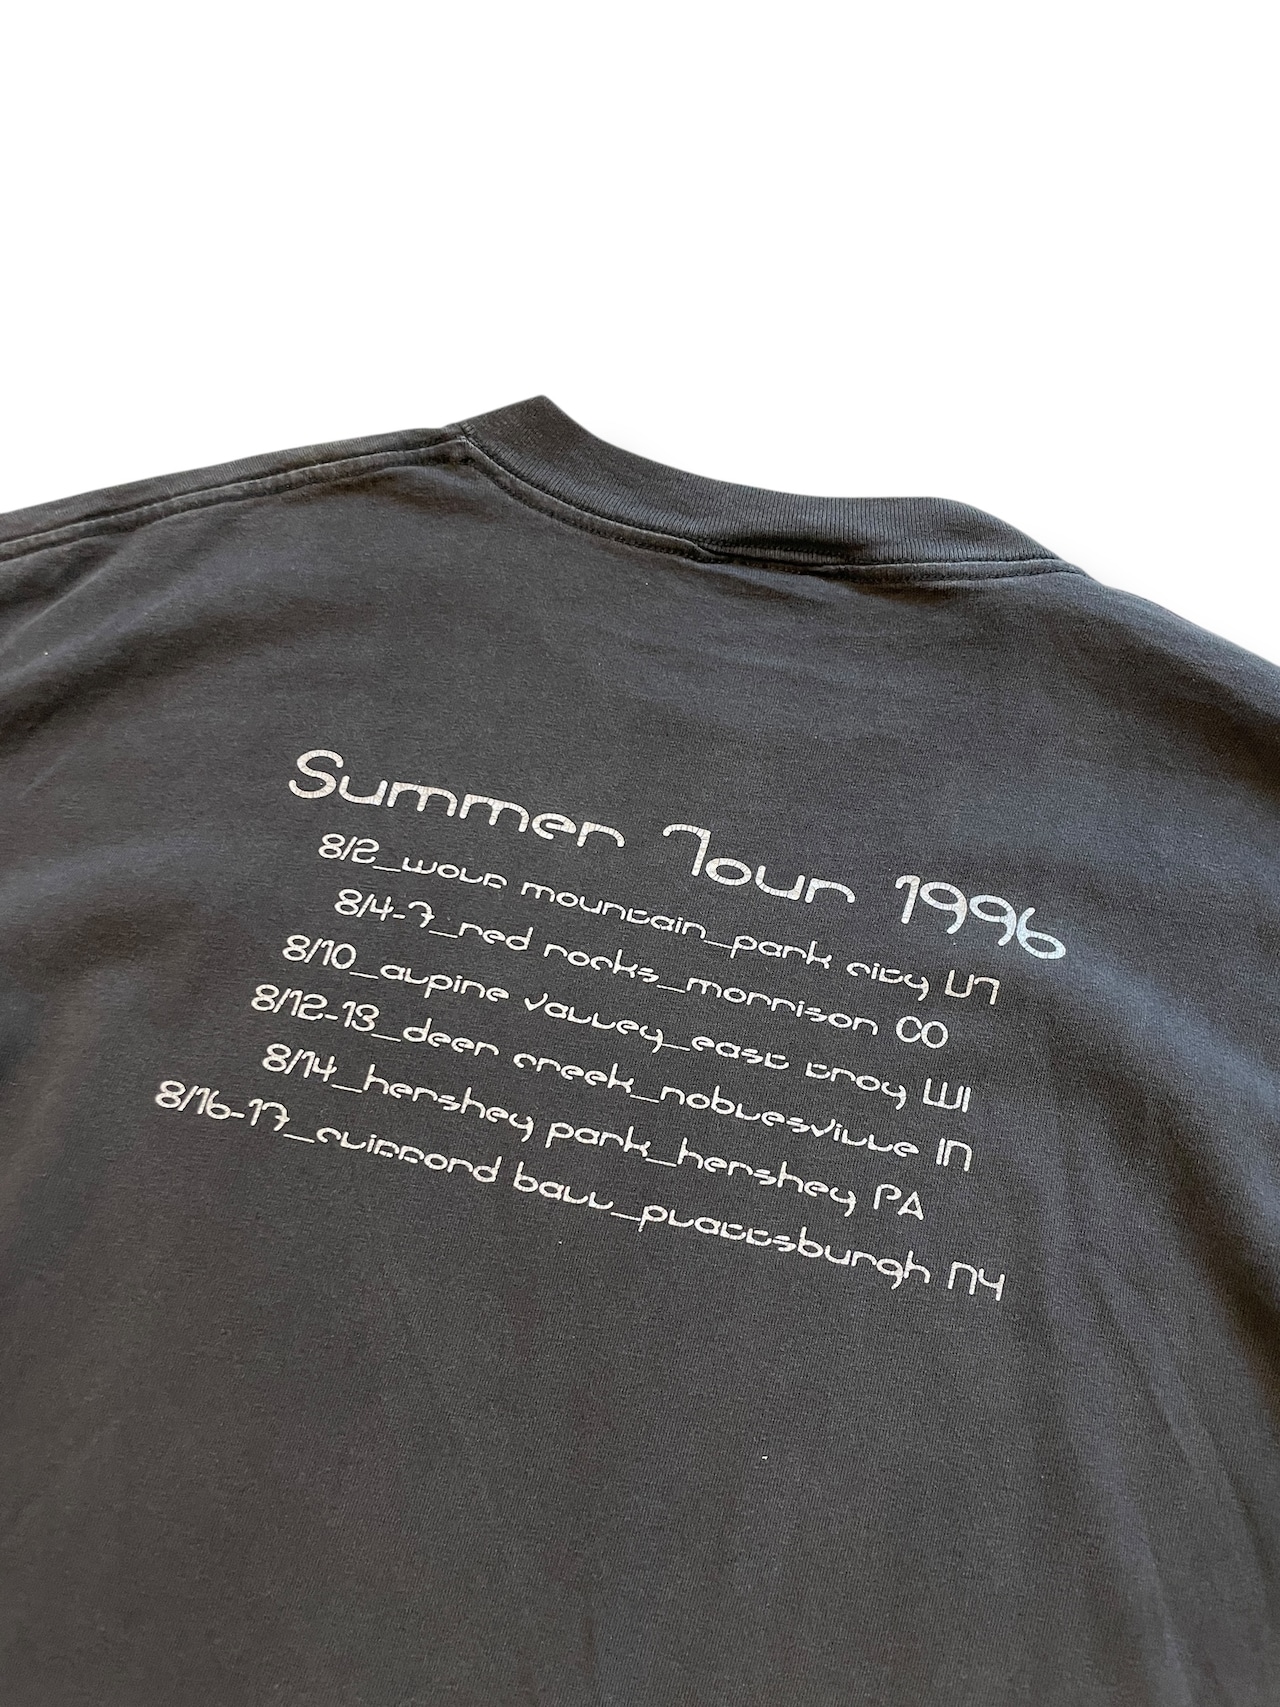 Summer Tour 1996
8/2_wolf mountain_park city UT
8/4-7_red rocks_morrison CO
8/10_alpine valley_east troy WI
8/12-13_deer creek_noblesville IN
8/14_hershey park_hershey PA
8/16-17_clifford ball_plattsburgh NY